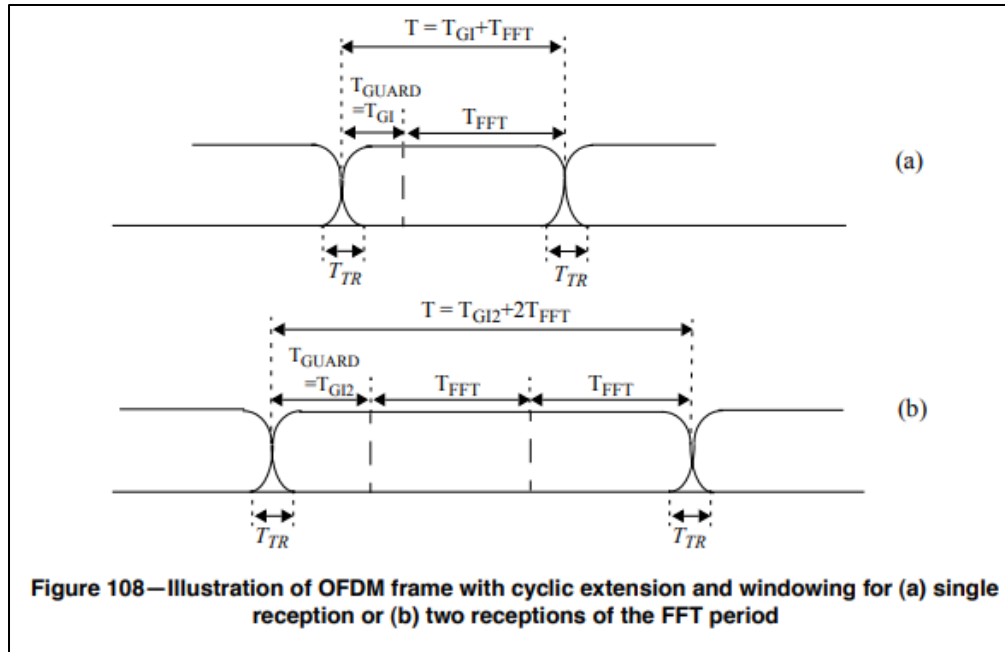 T = TGI+TFFT
TGUARD
=TGI
TFFT
(a)
TTR
TTR
T = TGI2+2TFFT
TGUARD
=TGI2
TFFT
TFFT
(b)
TTR
TTR
Figure 108—Illustration of OFDM frame with cyclic extension and windowing for (a) single
reception or (b) two receptions of the FFT period